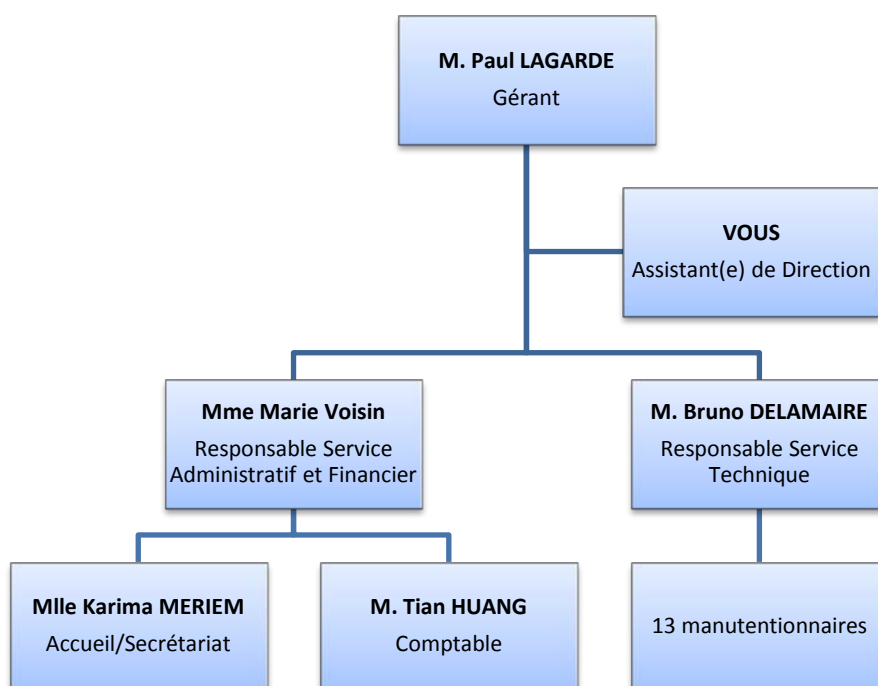 M. Paul LAGARDE
Gérant
VOUS
Assistant(e) de Direction
Mme Marie Voisin
Responsable Service
Administratif et Financier
M. Bruno DELAMAIRE
Responsable Service
Technique
Mlle Karima MERIEM
Accueil/Secrétariat
M. Tian HUANG
Comptable
13 manutentionnaires